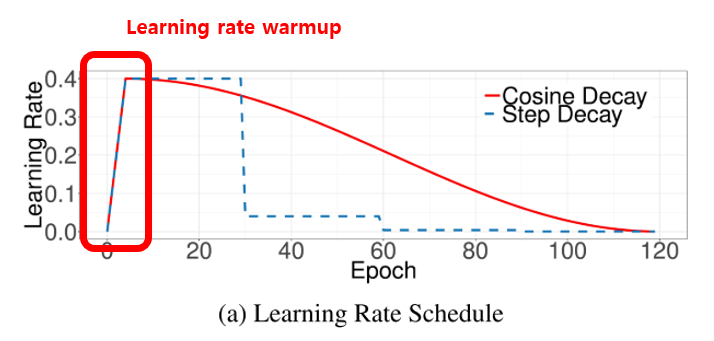 Learning rate warmup
Learning Rate
0.4
0.3
0.2
0.1
0.0
Cosine Decay
Step Decay
0 20 40 60 80 100 120
Epoch
(a) Learning Rate Schedule